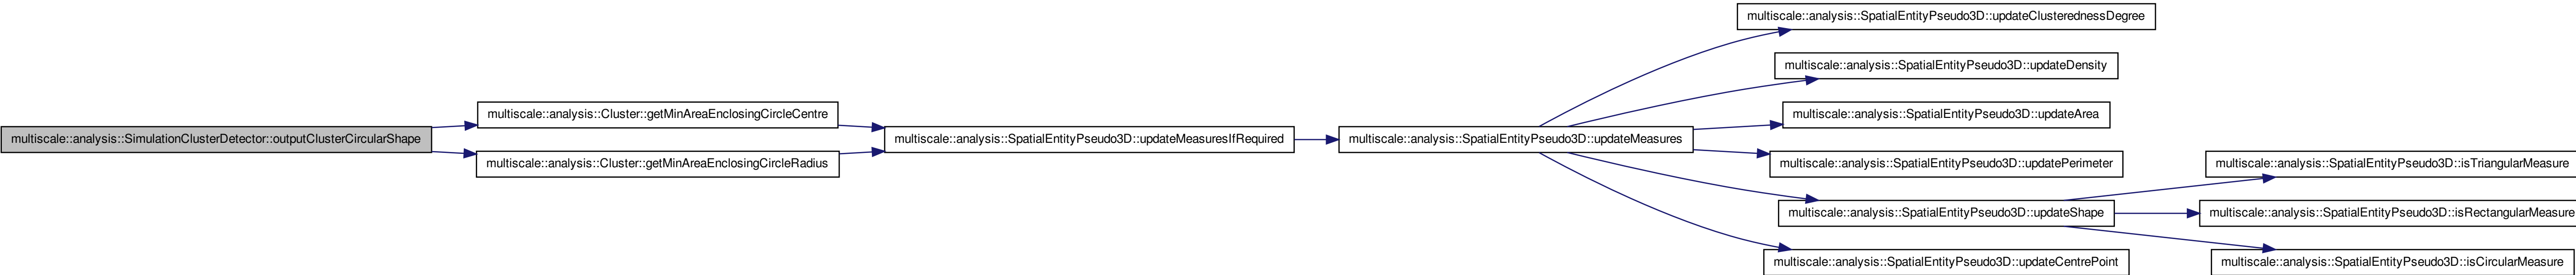 multiscale::analysis::SimulationClusterDetector::outputClusterCircularShape
multiscale::analysis::Cluster::getMinAreaEnclosingCircleCentre
multiscale::analysis::Cluster::getMinAreaEnclosingCircleRadius
multiscale::analysis::SpatialEntityPseudo3D::updateMeasuresIfRequired
multiscale::analysis::SpatialEntityPseudo3D::updateMeasures
multiscale::analysis::SpatialEntityPseudo3D::updateClusterednessDegree
multiscale::analysis::SpatialEntityPseudo3D::updateDensity
multiscale::analysis::SpatialEntityPseudo3D::updateArea
multiscale::analysis::SpatialEntityPseudo3D::updatePerimeter
multiscale::analysis::SpatialEntityPseudo3D::updateShape
multiscale::analysis::SpatialEntityPseudo3D::updateCentrePoint
multiscale::analysis::SpatialEntityPseudo3D::isTriangularMeasure
multiscale::analysis::SpatialEntityPseudo3D::isRectangularMeasure
multiscale::analysis::SpatialEntityPseudo3D::isCircularMeasure